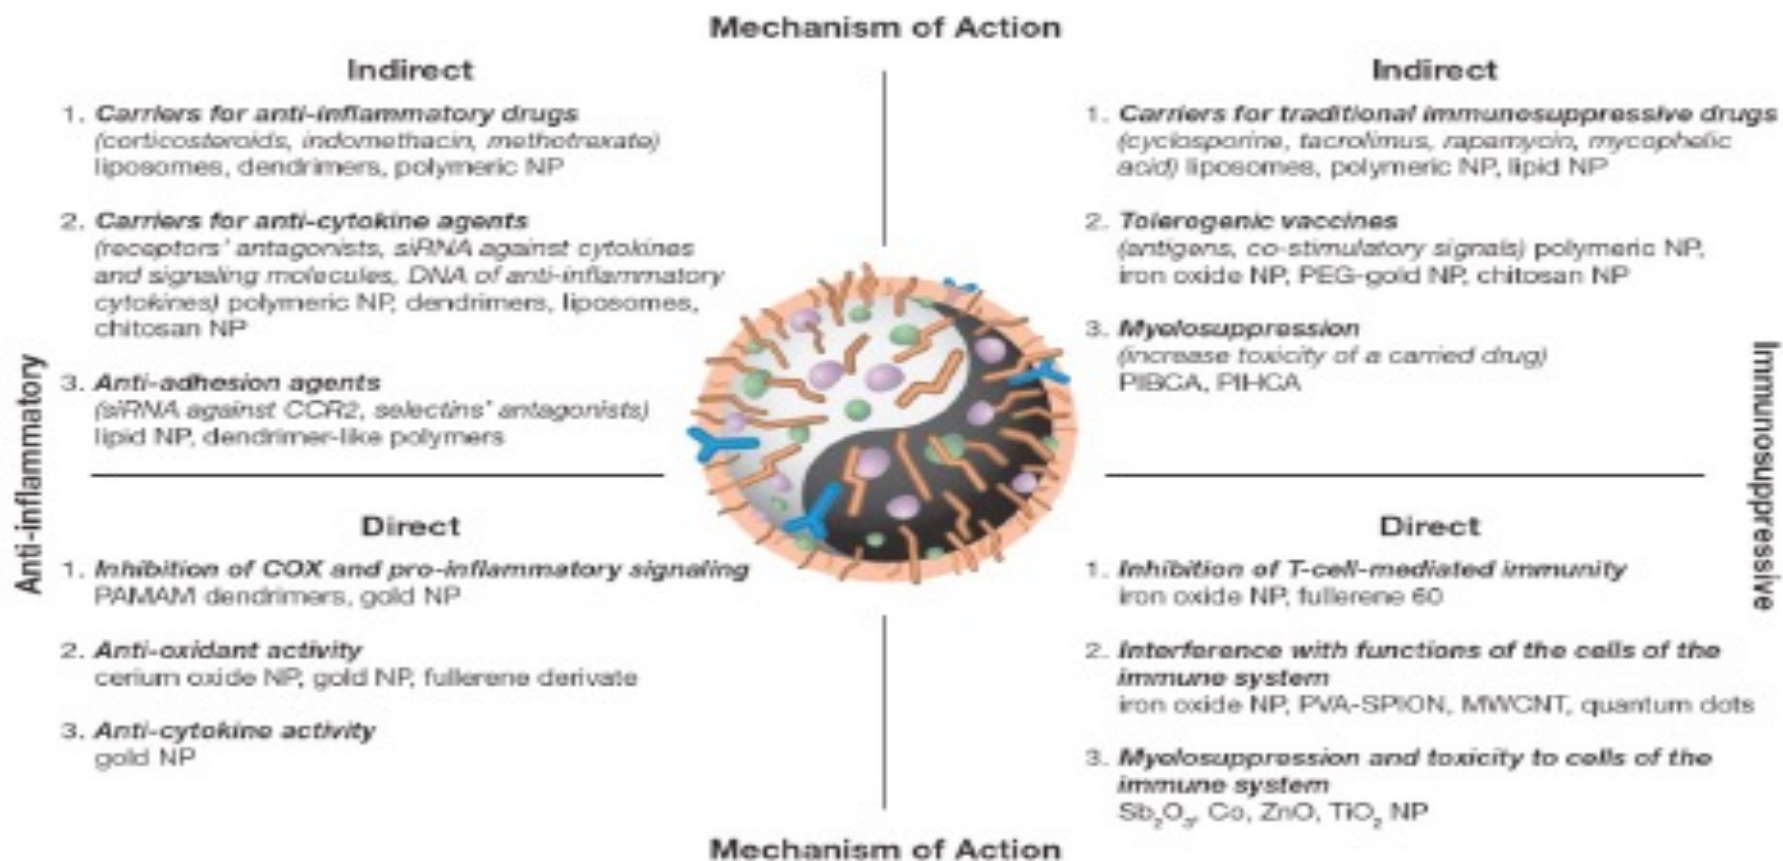 Mechanism of Action
Indirect
1. Carriers for anti-inflammatory drugs
(corticosteroids, indomethacin, methotrexate)
liposomes, dendrimers, polymeric NP
2. Carriers for anti-cytokine agents
(receptors' antagonists, siRNA against cytokines
and signaling molecules, DNA of anti-inflammatory
cytokines) polymeric NP, dendrimers, liposomes,
chitosan NP
3. Anti-adhesion agents
(siRNA against CCR2, selectins' antagonists)
lipid NP, dendrimer-like polymers
Anti-inflammatory
Direct
1. Inhibition of COX and pro-inflammatory signaling
PAMAM dendrimers, gold NP
2. Anti-oxidant activity
cerium oxide NP, gold NP, fullerene derivate
3. Anti-cytokine activity
gold NP
Indirect
1. Carriers for traditional immunosuppressive drugs
(cyclosporine, tacrolimus, rapamycin, mycophelic
acid) liposomes, polymeric NP, lipid NP
2. Tolerogenic vaccines
(antigens, co-stimulatory signals) polymeric NP,
iron oxide NP, PEG-gold NP, chitosan NP
3. Myelosuppression
(increase toxicity of a carried drug)
PIBCA, PIHCA
Immunosuppressive
Direct
1. Inhibition of T-cell-mediated immunity
iron oxide NP, fullerene 60
2. Interference with functions of the cells of the
immune system
iron oxide NP, PVA-SPION, MWCNT, quantum dots
3. Myelosuppression and toxicity to cells of the
immune system
Sb₂O₃, Co, ZnO, TiO₂ NP
Mechanism of Action